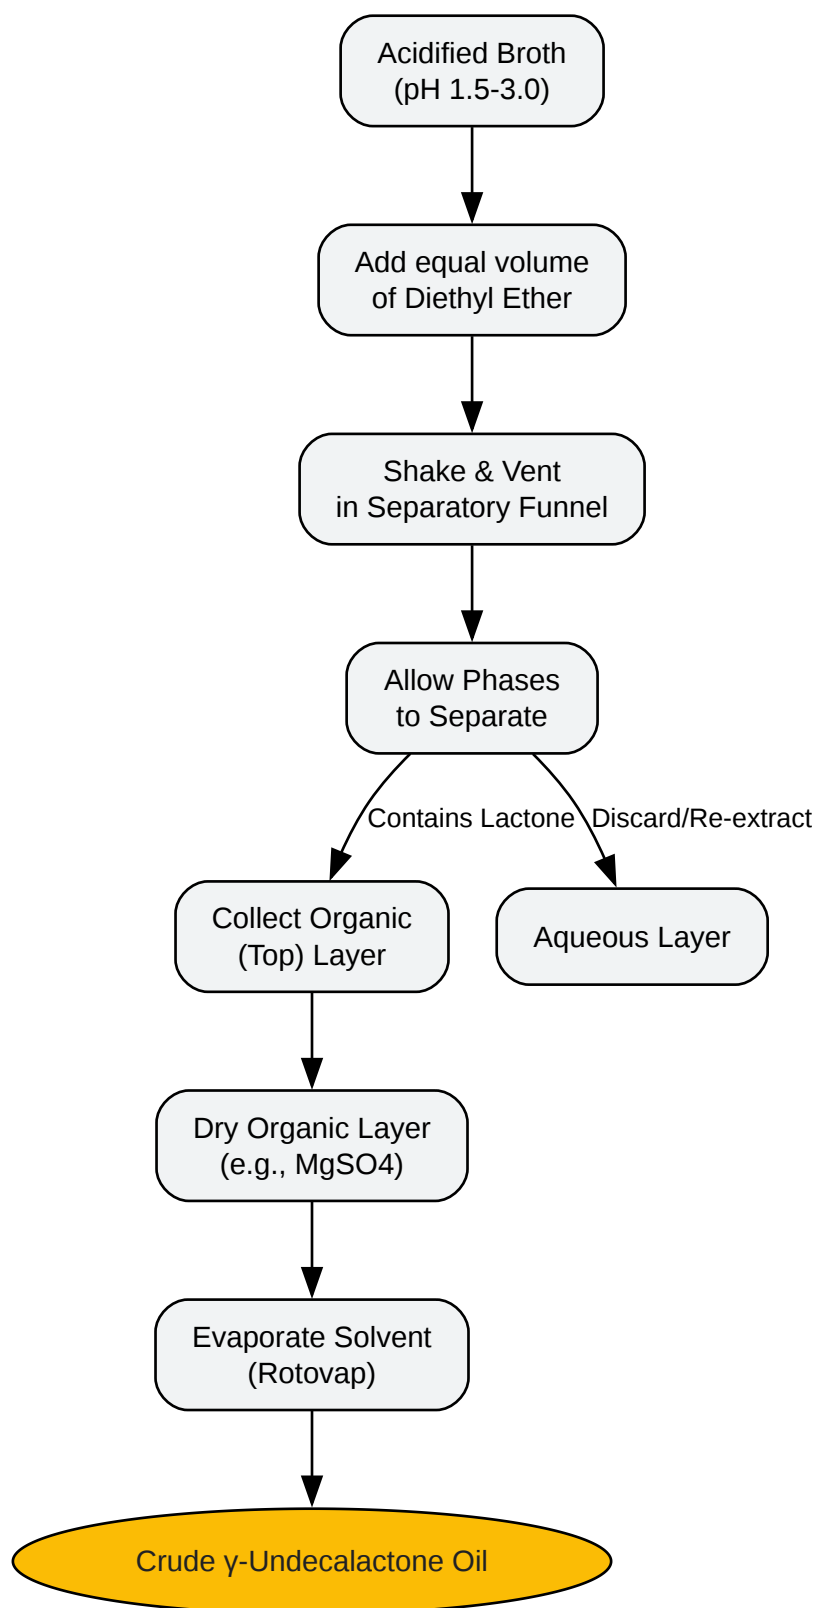 Acidified Broth
(pH 1.5-3.0)
Add equal volume
of Diethyl Ether
Shake & Vent
in Separatory Funnel
Allow Phases
to Separate
Contains Lactone
Discard/Re-extract
Collect Organic
(Top) Layer
Aqueous Layer
Dry Organic Layer
(e.g., MgSO4)
Evaporate Solvent
(Rotovap)
Crude γ-Undecalactone Oil